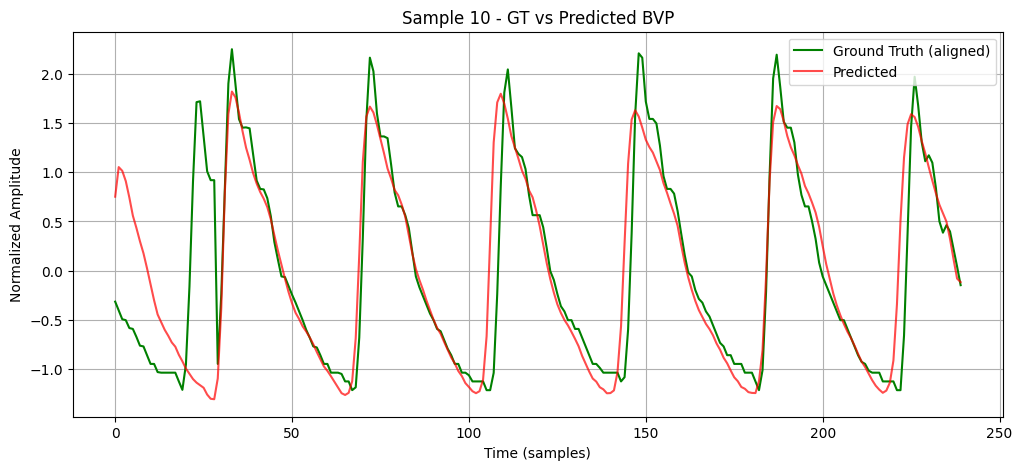 Sample 10 - GT vs Predicted BVP
Ground Truth (aligned)
Predicted
Normalized Amplitude
2.0
1.5
1.0
0.5
0.0
−0.5
−1.0
0 50 100 150 200 250
Time (samples)